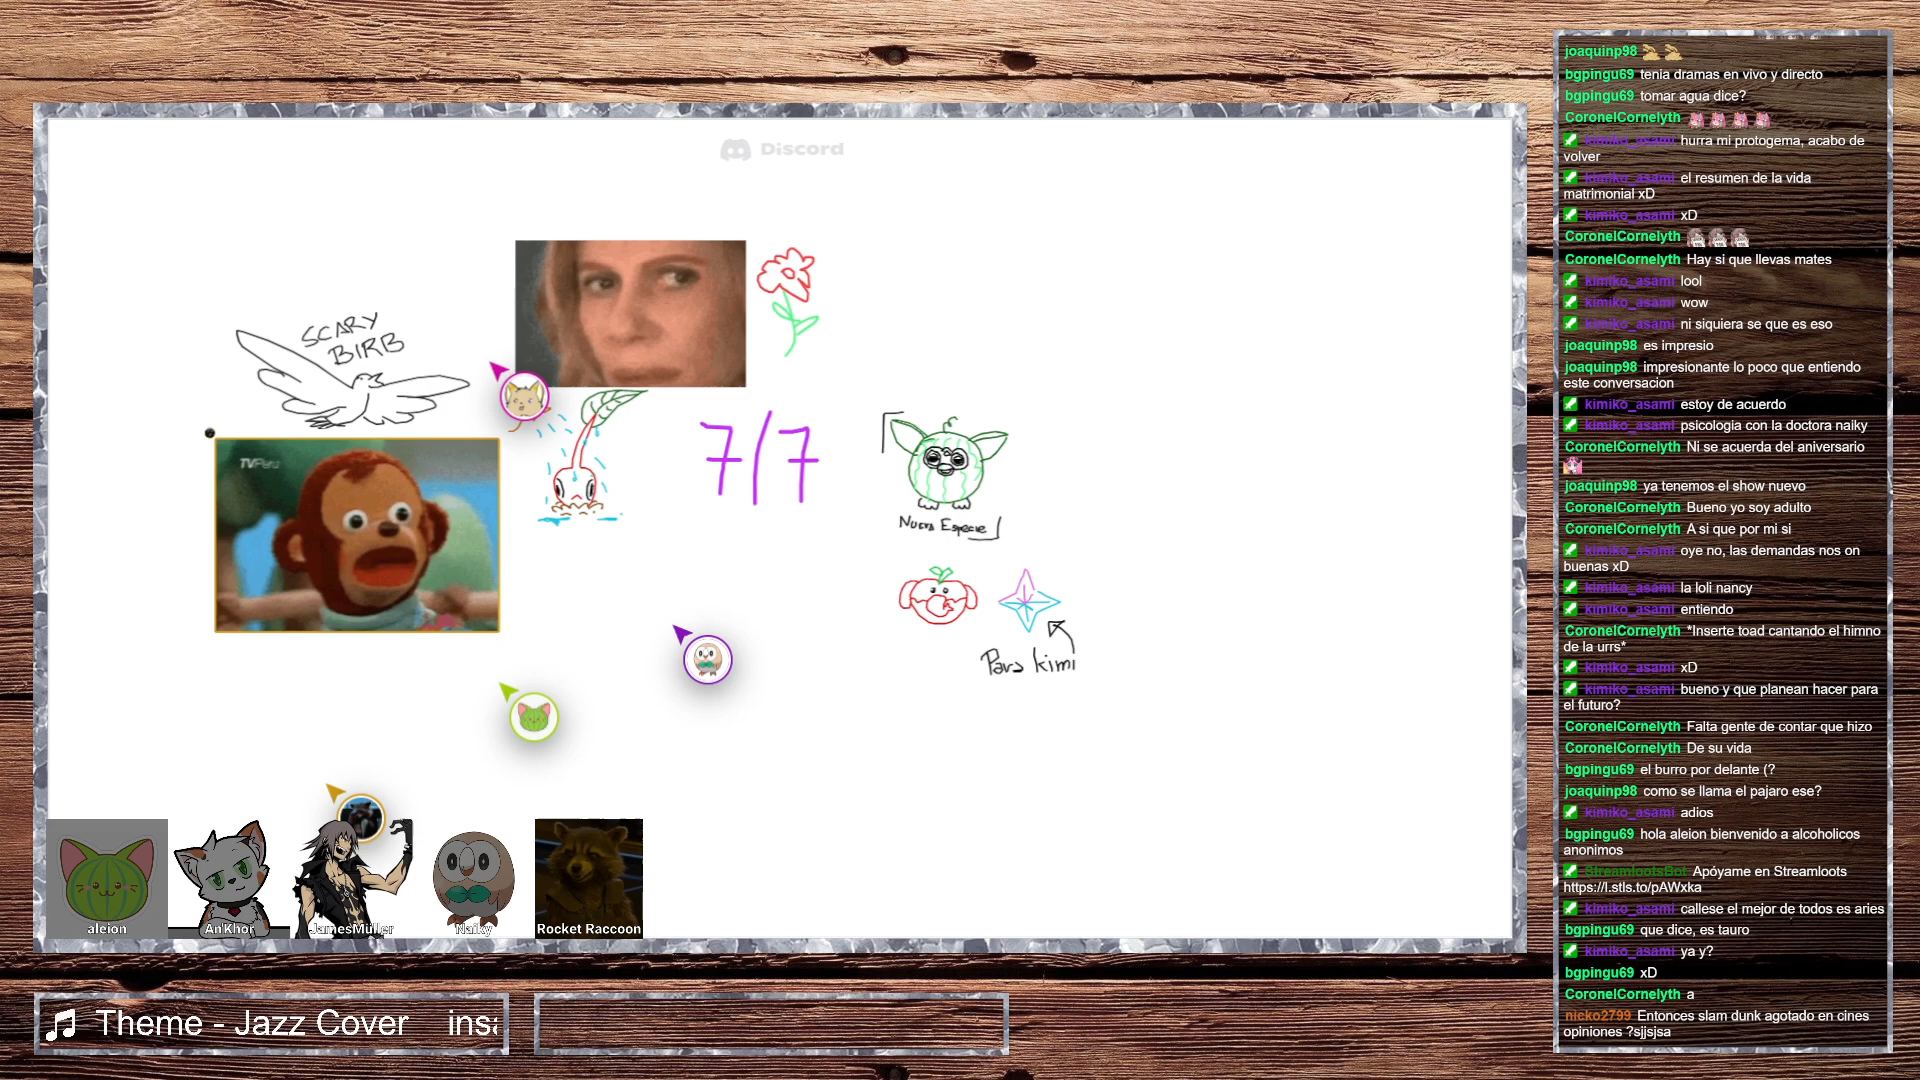 Discord
SCARY
BIRB
TVPerú
7/7
Nueva Especie
Para kimi
aleion
An'Khor
JamesMüller
Naiky
Rocket Raccoon
Theme - Jazz Cover    insa
joaquinp98
bgpingu69 tenia dramas en vivo y directo
bgpingu69 tomar agua dice?
CoronelCornelyth
kimiko_asami hurra mi protogema, acabo de
volver
kimiko_asami el resumen de la vida
matrimonial xD
kimiko_asami xD
CoronelCornelyth
CoronelCornelyth Hay si que llevas mates
kimiko_asami lool
kimiko_asami wow
kimiko_asami ni siquiera se que es eso
joaquinp98 es impresio
joaquinp98 impresionante lo poco que entiendo
este conversacion
kimiko_asami estoy de acuerdo
kimiko_asami psicologia con la doctora naiky
CoronelCornelyth Ni se acuerda del aniversario
joaquinp98 ya tenemos el show nuevo
CoronelCornelyth Bueno yo soy adulto
CoronelCornelyth A si que por mi si
kimiko_asami oye no, las demandas nos on
buenas xD
kimiko_asami la loli nancy
kimiko_asami entiendo
CoronelCornelyth *Inserte toad cantando el himno
de la urrs*
kimiko_asami xD
kimiko_asami bueno y que planean hacer para
el futuro?
CoronelCornelyth Falta gente de contar que hizo
CoronelCornelyth De su vida
bgpingu69 el burro por delante (?
joaquinp98 como se llama el pajaro ese?
kimiko_asami adios
bgpingu69 hola aleion bienvenido a alcoholicos
anonimos
StreamlootsBot Apóyame en Streamloots
https://l.stls.to/pAWxka
kimiko_asami callese el mejor de todos es aries
bgpingu69 que dice, es tauro
kimiko_asami ya y?
bgpingu69 xD
CoronelCornelyth a
nicko2799 Entonces slam dunk agotado en cines
opiniones ?sjjsjsa